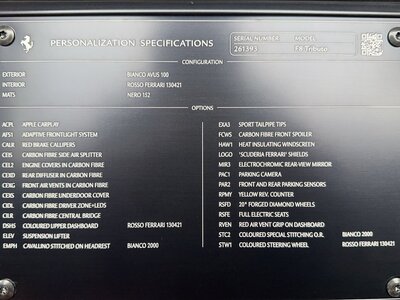 PERSONALIZATION SPECIFICATIONS
SERIAL NUMBER
261393
MODEL
F8 Tributo
CONFIGURATION
EXTERIOR BIANCO AVUS 100
INTERIOR ROSSO FERRARI 130421
MATS NERO 152
OPTIONS
ACPL APPLE CARPLAY
AFS1 ADAPTIVE FRONTLIGHT SYSTEM
CALR RED BRAKE CALLIPERS
CEIS CARBON FIBRE SIDE AIR SPLITTER
CEL2 ENGINE COVERS IN CARBON FIBRE
CEXD REAR DIFFUSER IN CARBON FIBRE
CEXG FRONT AIR VENTS IN CARBON FIBRE
CEXS CARBON FIBRE UNDERDOOR COVER
CIDL CARBON FIBRE DRIVER ZONE+LEDS
CILR CARBON FIBRE CENTRAL BRIDGE
DSHS COLOURED UPPER DASHBOARD ROSSO FERRARI 130421
ELEV SUSPENSION LIFTER
EMPH CAVALLINO STITCHED ON HEADREST BIANCO 2000
EXA3 SPORT TAILPIPE TIPS
FCWS CARBON FIBRE FRONT SPOILER
HAW1 HEAT INSULATING WINDSCREEN
LOGO "SCUDERIA FERRARI" SHIELDS
MIR3 ELECTROCHROMIC REAR-VIEW MIRROR
PAC1 PARKING CAMERA
PAR2 FRONT AND REAR PARKING SENSORS
RPMY YELLOW REV. COUNTER
RSFD 20" FORGED DIAMOND WHEELS
RSFE FULL ELECTRIC SEATS
RVEN RED AIR VENT GRIP ON DASHBOARD
STC2 COLOURED SPECIAL STITCHING O.R. BIANCO 2000
STW1 COLOURED STEERING WHEEL ROSSO FERRARI 130421